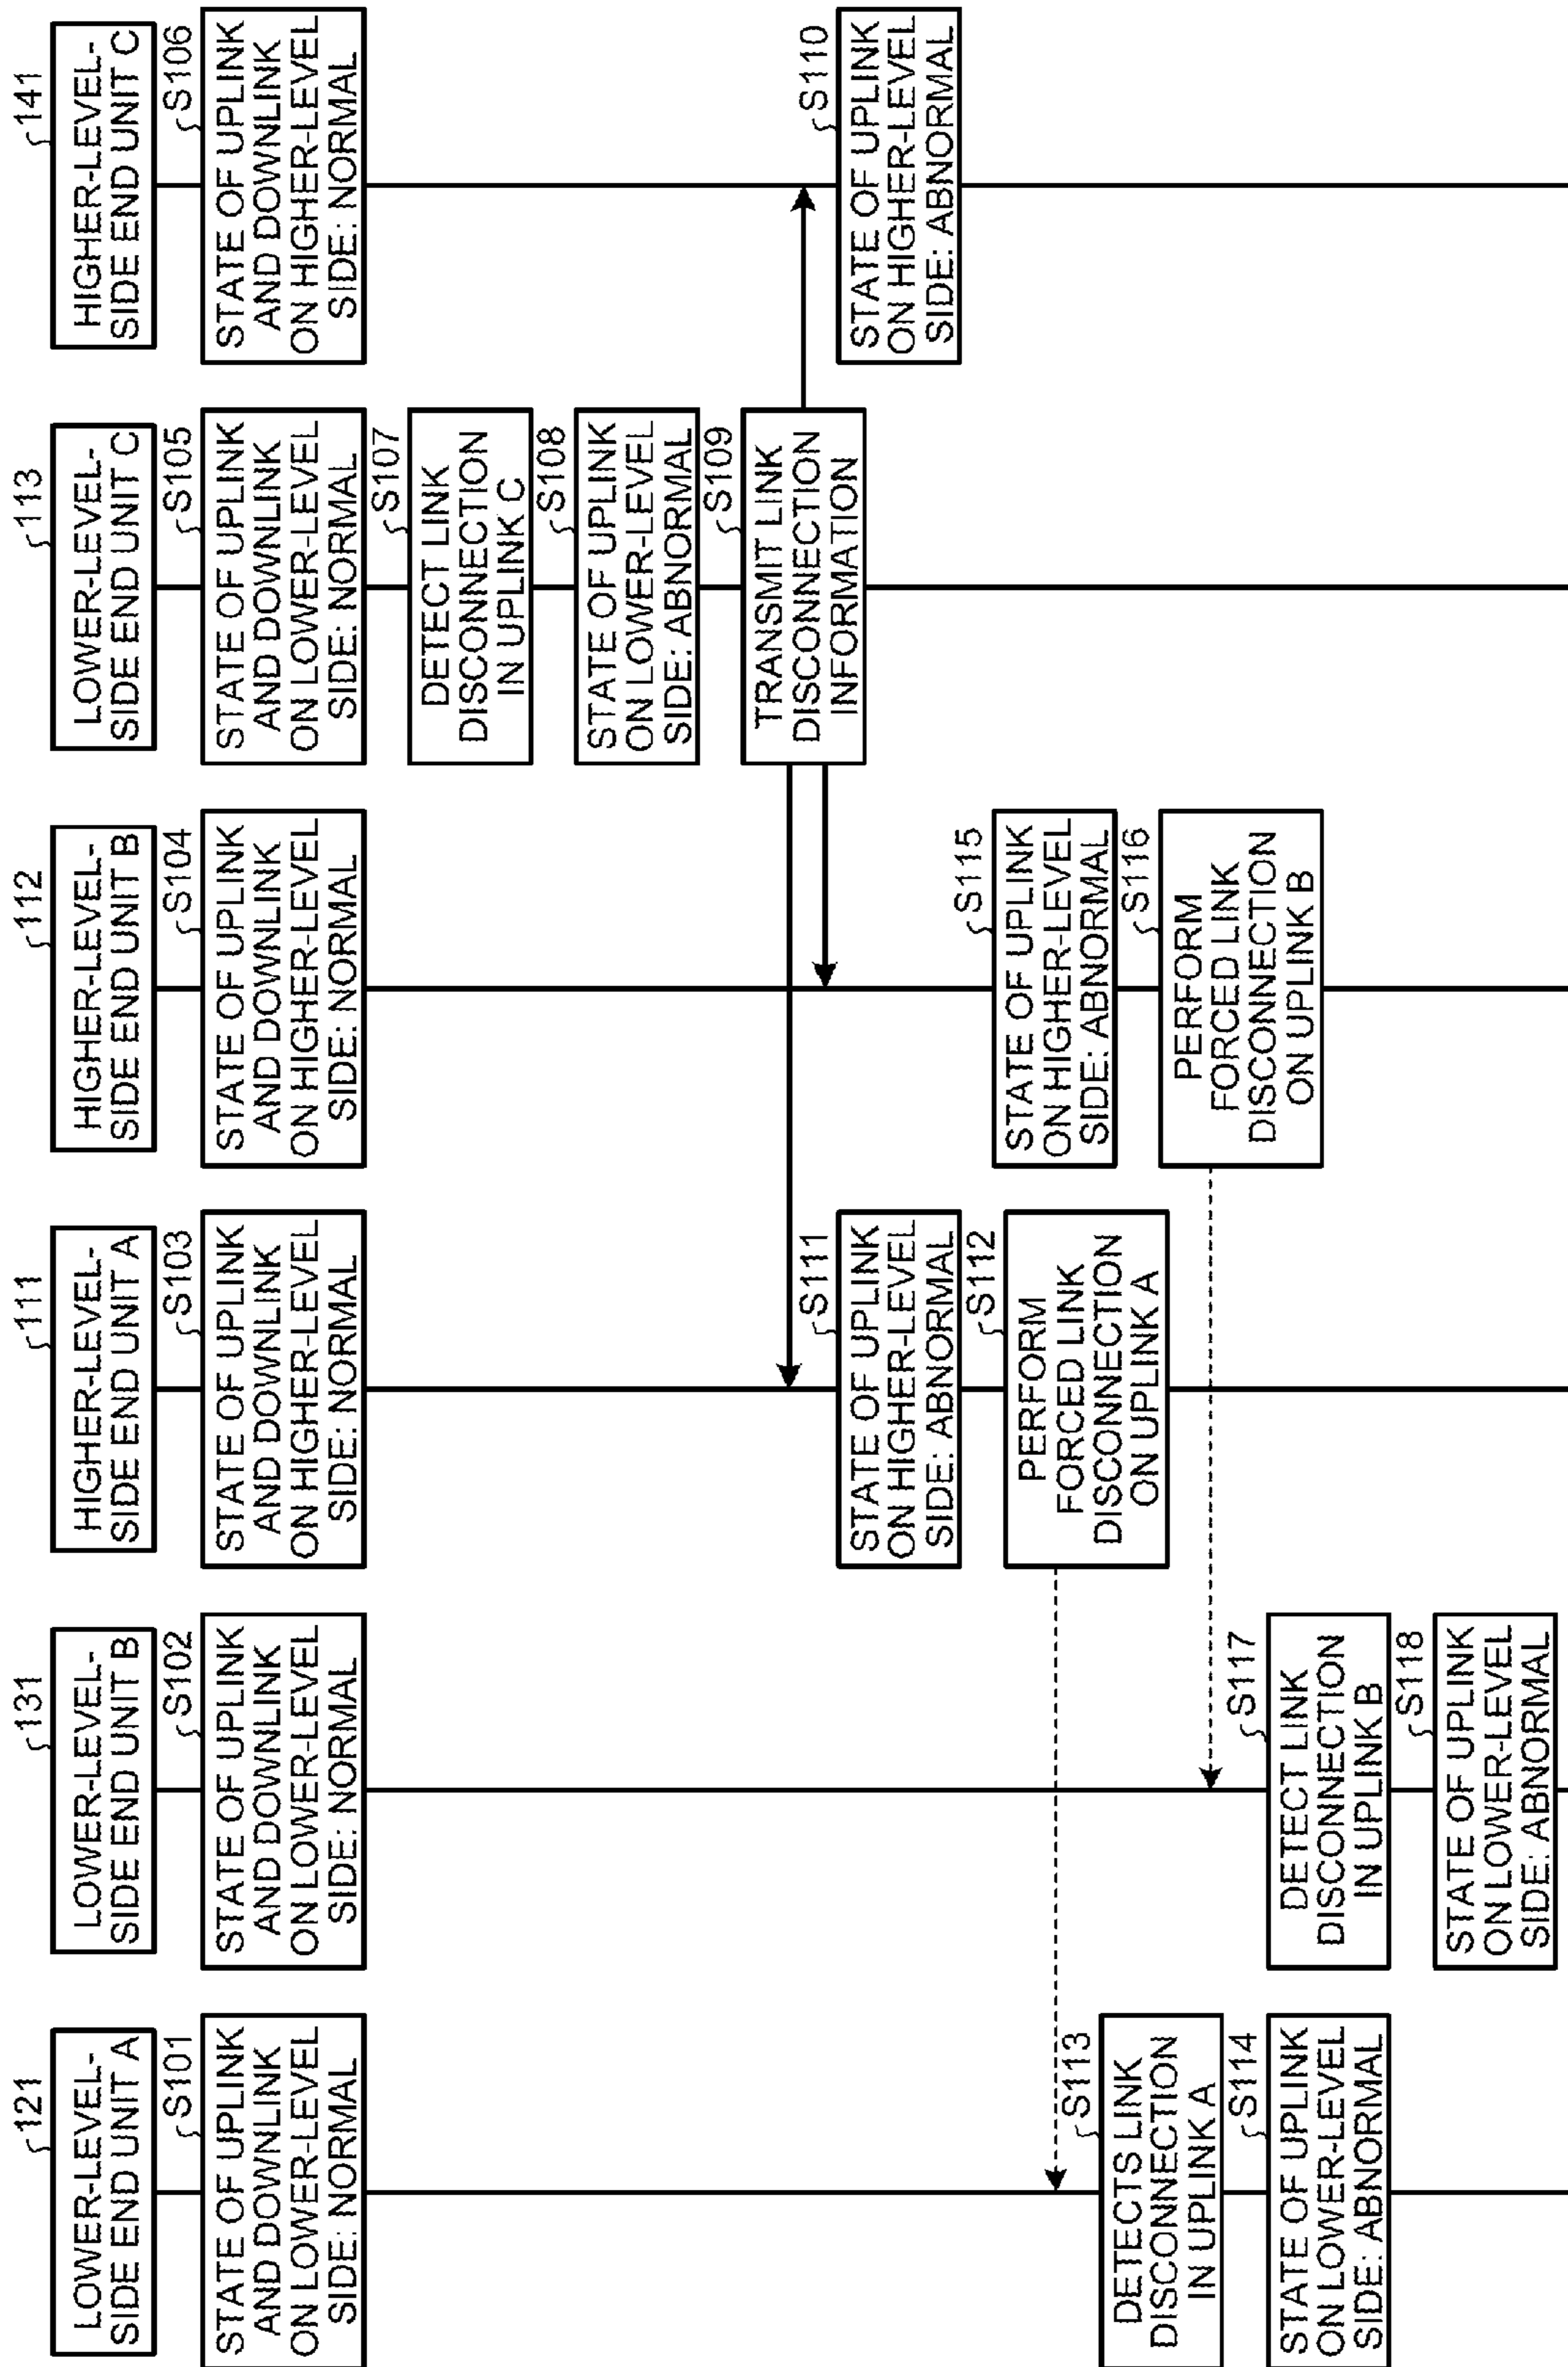 121
LOWER-LEVEL-
SIDE END UNIT A
131
LOWER-LEVEL-
SIDE END UNIT B
111
HIGHER-LEVEL-
SIDE END UNIT A
112
HIGHER-LEVEL-
SIDE END UNIT B
113
LOWER-LEVEL-
SIDE END UNIT C
141
HIGHER-LEVEL-
SIDE END UNIT C
S101
STATE OF UPLINK
AND DOWNLINK
ON LOWER-LEVEL
SIDE: NORMAL
S102
STATE OF UPLINK
AND DOWNLINK
ON LOWER-LEVEL
SIDE: NORMAL
S103
STATE OF UPLINK
AND DOWNLINK
ON HIGHER-LEVEL
SIDE: NORMAL
S104
STATE OF UPLINK
AND DOWNLINK
ON HIGHER-LEVEL
SIDE: NORMAL
S105
STATE OF UPLINK
AND DOWNLINK
ON LOWER-LEVEL
SIDE: NORMAL
S106
STATE OF UPLINK
AND DOWNLINK
ON HIGHER-LEVEL
SIDE: NORMAL
S107
DETECT LINK
DISCONNECTION
IN UPLINK C
S108
STATE OF UPLINK
ON LOWER-LEVEL
SIDE: ABNORMAL
S109
TRANSMIT LINK
DISCONNECTION
INFORMATION
S110
STATE OF UPLINK
ON HIGHER-LEVEL
SIDE: ABNORMAL
S111
STATE OF UPLINK
ON HIGHER-LEVEL
SIDE: ABNORMAL
S112
PERFORM
FORCED LINK
DISCONNECTION
ON UPLINK A
S113
DETECTS LINK
DISCONNECTION
IN UPLINK A
S114
STATE OF UPLINK
ON LOWER-LEVEL
SIDE: ABNORMAL
S115
STATE OF UPLINK
ON HIGHER-LEVEL
SIDE: ABNORMAL
S116
PERFORM
FORCED LINK
DISCONNECTION
ON UPLINK B
S117
DETECT LINK
DISCONNECTION
IN UPLINK B
S118
STATE OF UPLINK
ON LOWER-LEVEL
SIDE: ABNORMAL